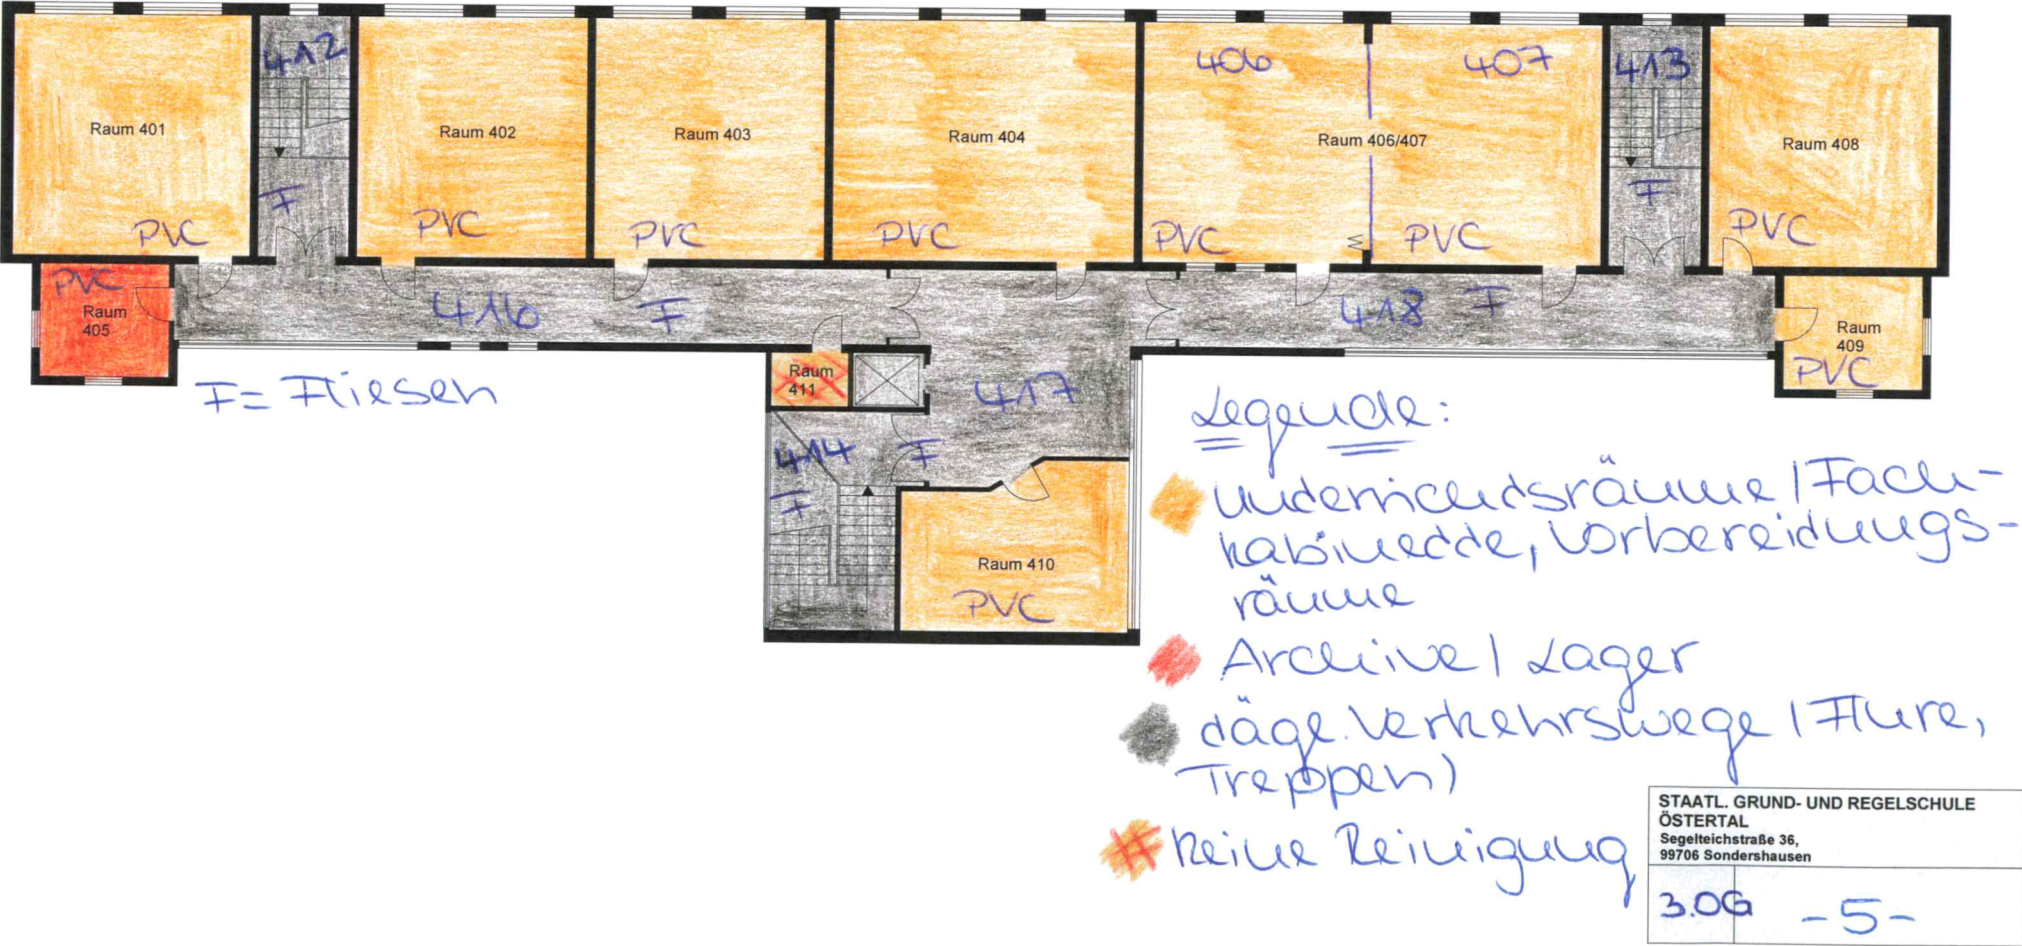 412
406
407
413
Raum 401
Raum 402
Raum 403
Raum 404
Raum 406/407
Raum 408
F
F
PVC
PVC
PVC
PVC
PVC
PVC
PVC
PVC
Raum
405
416
F
418
F
Raum
409
PVC
Raum
411
417
F = Fliesen
414
F
F
Raum 410
PVC
Legende:
Unterrichtsräume / Fach-
kabinette, Vorbereitungs-
räume
Archive / Lager
tägl. Verkehrswege / Flure,
Treppen)
keine Reinigung
STAATL. GRUND- UND REGELSCHULE
ÖSTERTAL
Segelteichstraße 36,
99706 Sondershausen
3.OG
-5-